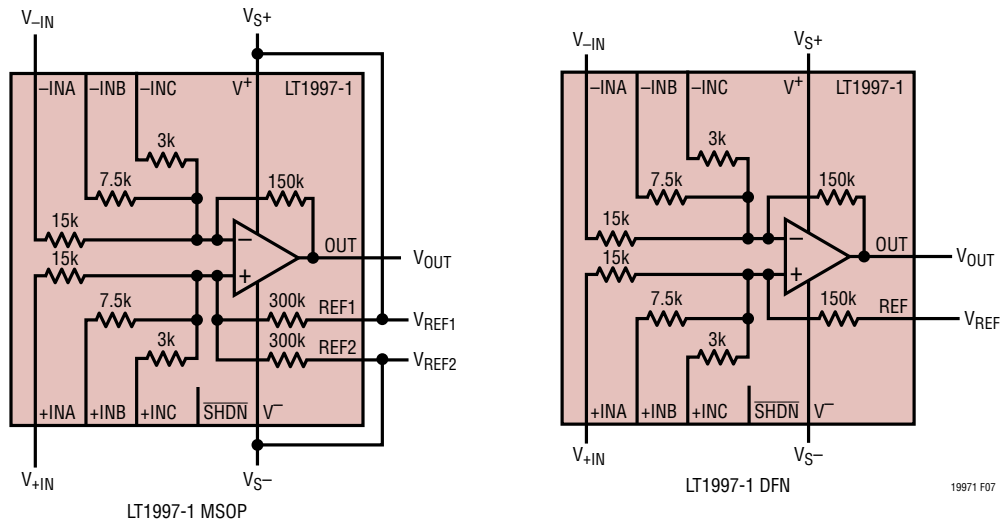 V–IN
VS+
–INA
–INB
–INC
V+
LT1997-1
3k
7.5k
150k
15k
–
OUT
VOUT
15k
+
7.5k
300k
REF1
VREF1
300k
REF2
VREF2
3k
+INA
+INB
+INC
SHDN
V–
V+IN
VS–
LT1997-1 MSOP
V–IN
VS+
–INA
–INB
–INC
V+
LT1997-1
3k
7.5k
150k
15k
–
OUT
VOUT
15k
+
7.5k
150k
REF
VREF
3k
+INA
+INB
+INC
SHDN
V–
V+IN
VS–
LT1997-1 DFN
19971 F07